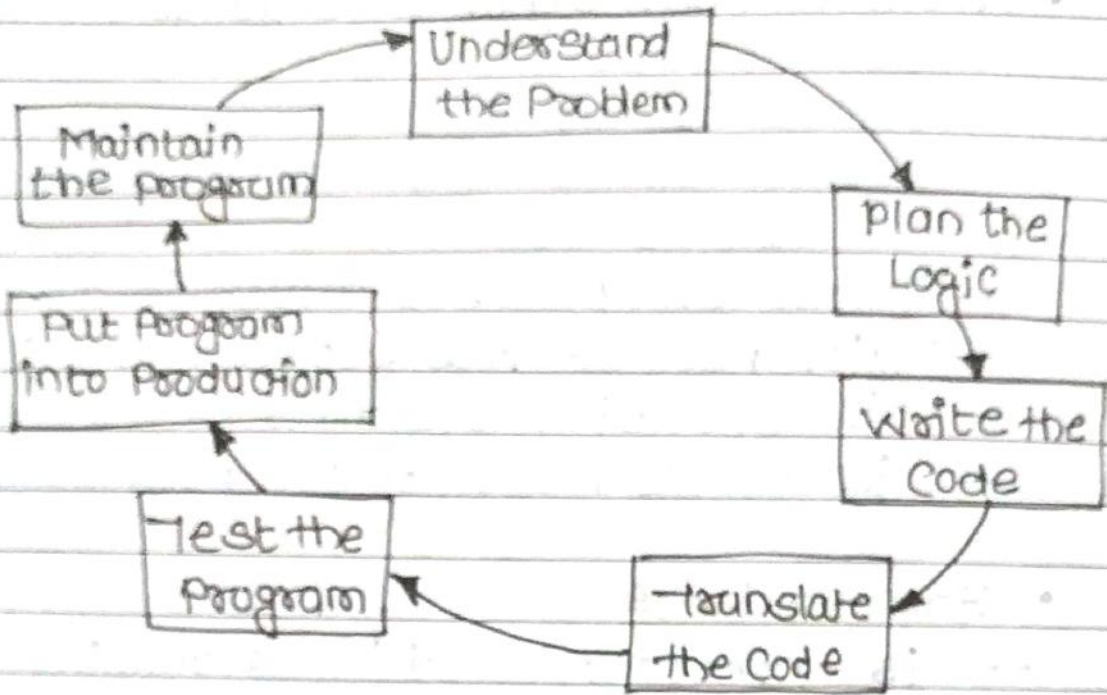 Understand
the Problem
Plan the
Logic
Write the
Code
Translate
the Code
Test the
Program
Put Program
into Production
Maintain
the program